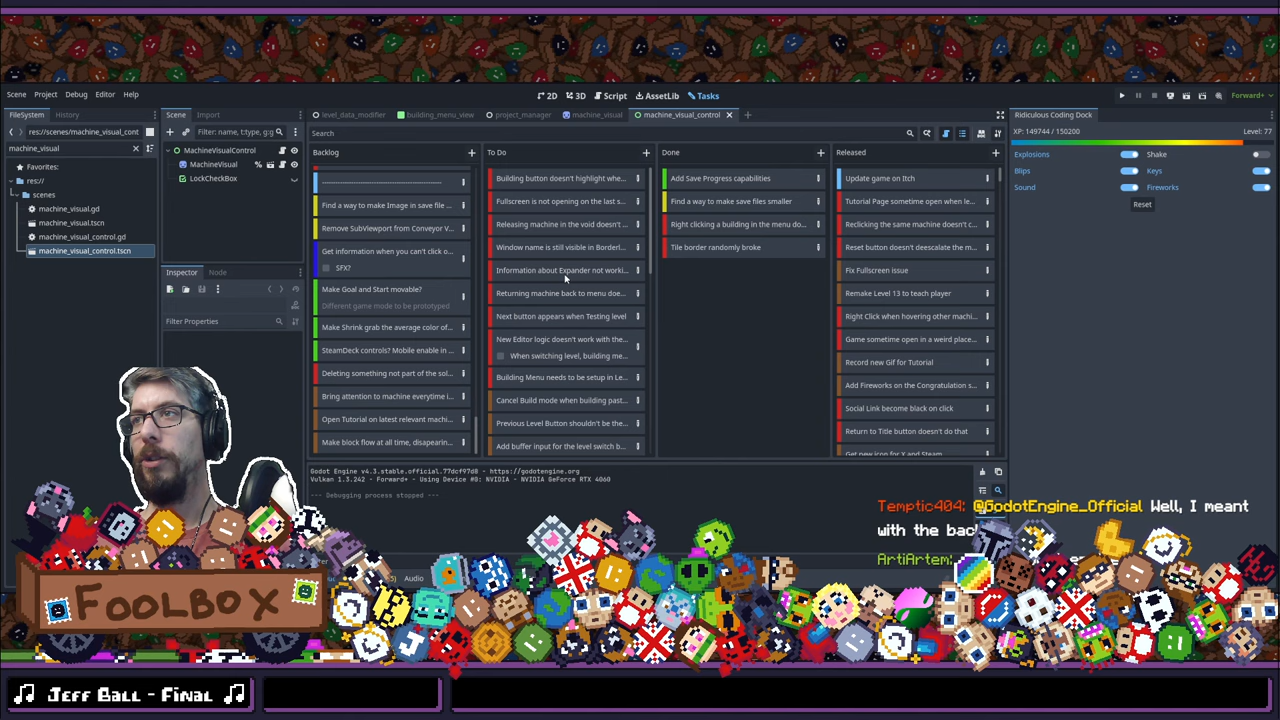 Scene Project Debug Editor Help
2D 3D Script AssetLib Tasks
Forward+
FileSystem History
Scene Import
level_data_modifier building_menu_view project_manager machine_visual machine_visual_control
Ridiculous Coding Dock
res://scenes/machine_visual_cont
Filter: name, t:type, g:g
Search
XP: 149744 / 150200 Level: 77
machine_visual
MachineVisualControl
MachineVisual
LockCheckBox
Explosions Shake
Blips Keys
Sound Fireworks
Reset
Favorites:
res://
scenes
machine_visual.gd
machine_visual.tscn
machine_visual_control.gd
machine_visual_control.tscn
Inspector Node
Filter Properties
Backlog
----------------------------------------
Find a way to make Image in save file ...
Remove SubViewport from Conveyor V...
Get information when you can't click o...
SFX?
Make Goal and Start movable?
Different game mode to be prototyped
Make Shrink grab the average color of...
SteamDeck controls? Mobile enable in ...
Deleting something not part of the sol...
Bring attention to machine everytime i...
Open Tutorial on latest relevant machi...
Make block flow at all time, disapearin...
To Do
Building button doesn't highlight whe...
Fullscreen is not opening on the last s...
Releasing machine in the void doesn't ...
Window name is still visible in Borderl...
Information about Expander not worki...
Returning machine back to menu doe...
Next button appears when Testing level
New Editor logic doesn't work with the...
When switching level, building me...
Building Menu needs to be setup in Le...
Cancel Build mode when building past...
Previous Level Button shouldn't be the...
Add buffer input for the level switch b...
Done
Add Save Progress capabilities
Find a way to make save files smaller
Right clicking a building in the menu do...
Tile border randomly broke
Released
Update game on Itch
Tutorial Page sometime open when le...
Reclicking the same machine doesn't c...
Reset button doesn't deescalate the m...
Fix Fullscreen issue
Remake Level 13 to teach player
Right Click when hovering other machi...
Game sometime open in a weird place...
Record new Gif for Tutorial
Add Fireworks on the Congratulation s...
Social Link become black on click
Return to Title button doesn't do that
Get new icon for X and Steam
Godot Engine v4.3.stable.official.77dcf97d8 - https://godotengine.org
Vulkan 1.3.242 - Forward+ - Using Device #0: NVIDIA - NVIDIA GeForce RTX 4060
--- Debugging process stopped ---
Temptic404: @GodotEngine_Official Well, I meant
with the bac
ArtiArtem:
Audio
FOOLBOX
Jeff Ball - Final